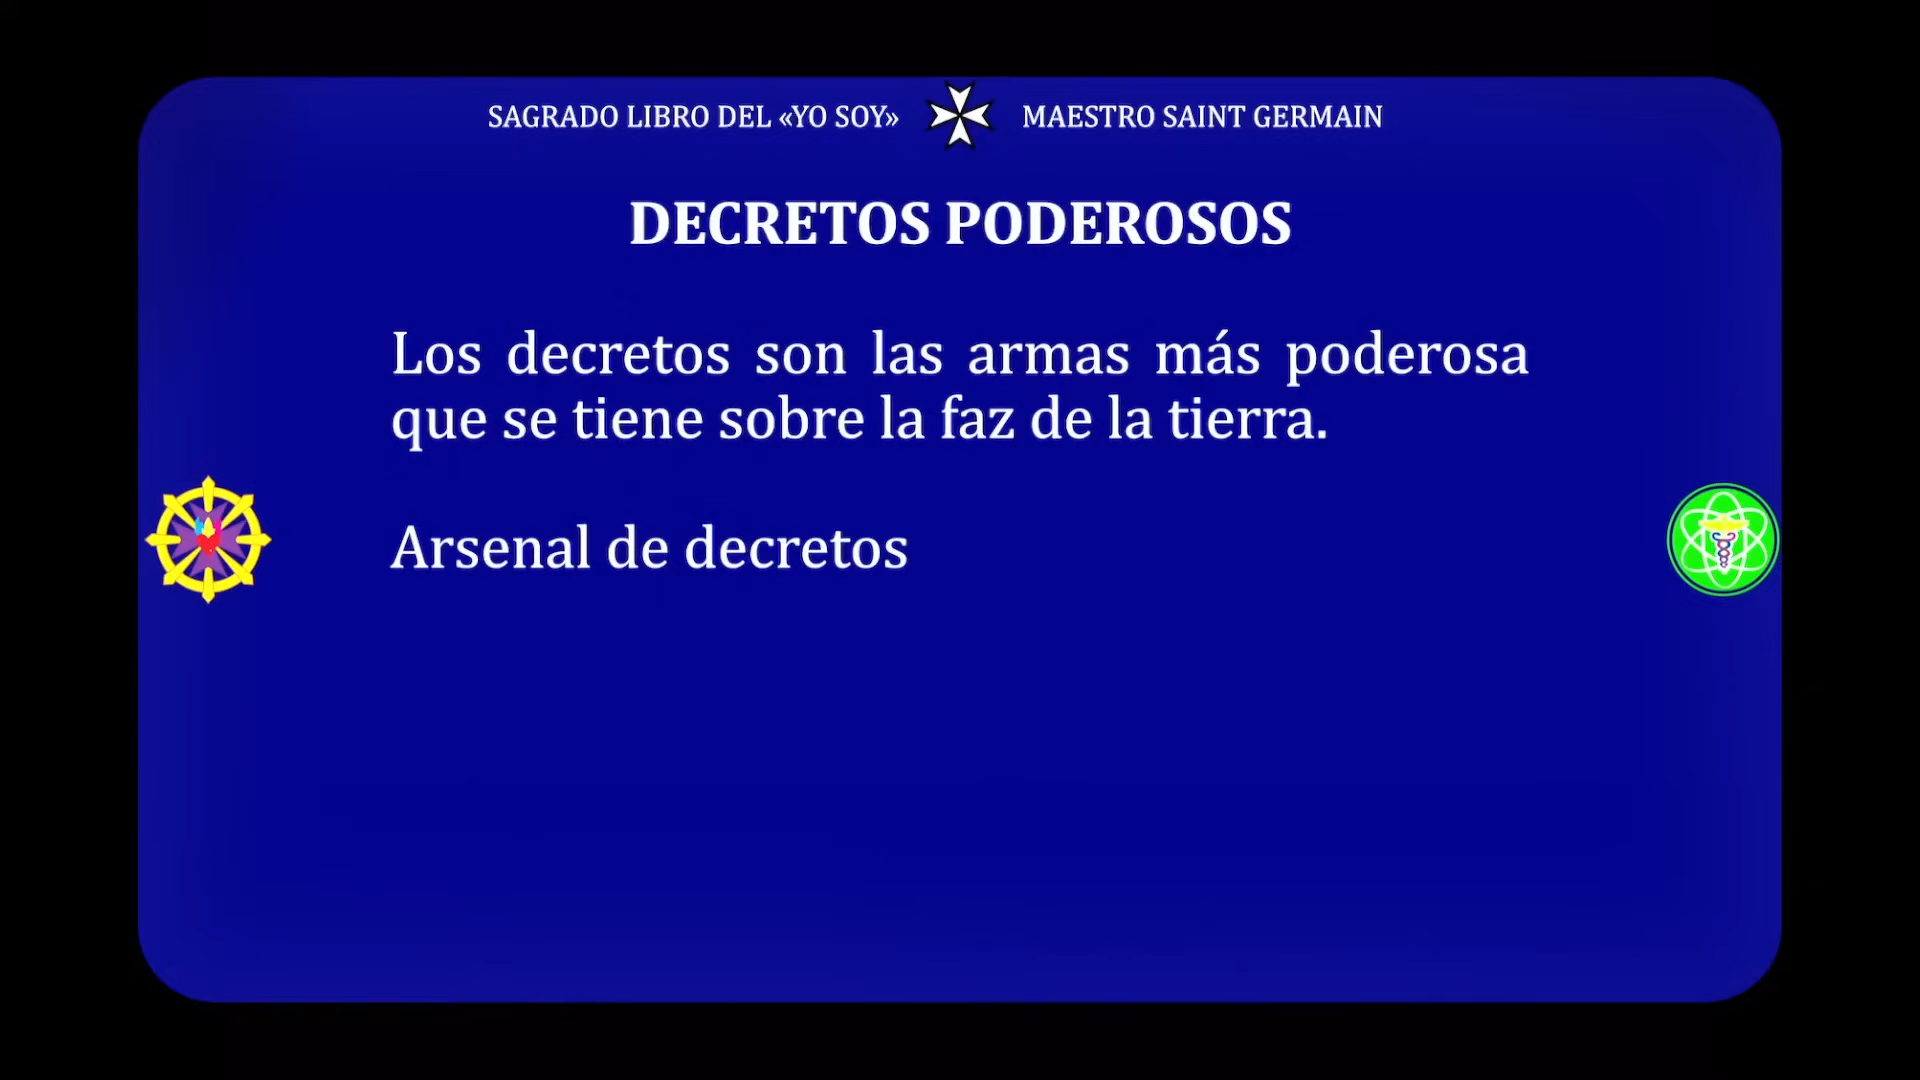 SAGRADO LIBRO DEL «YO SOY» MAESTRO SAINT GERMAIN
DECRETOS PODEROSOS
Los decretos son las armas más poderosa
que se tiene sobre la faz de la tierra.
Arsenal de decretos